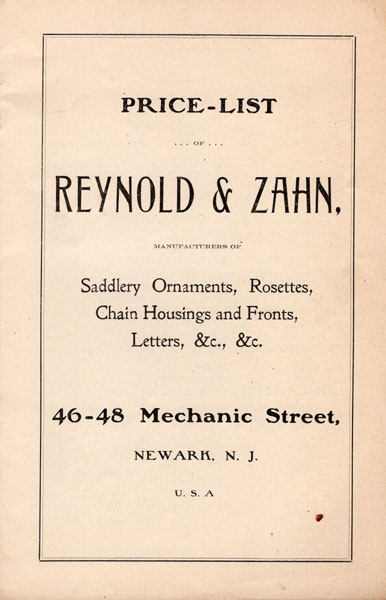 PRICE-LIST
... OF ...
REYNOLD & ZAHN,
MANUFACTURERS OF
Saddlery Ornaments, Rosettes,
Chain Housings and Fronts,
Letters, &c., &c.
46-48 Mechanic Street,
NEWARK, N. J.
U. S. A